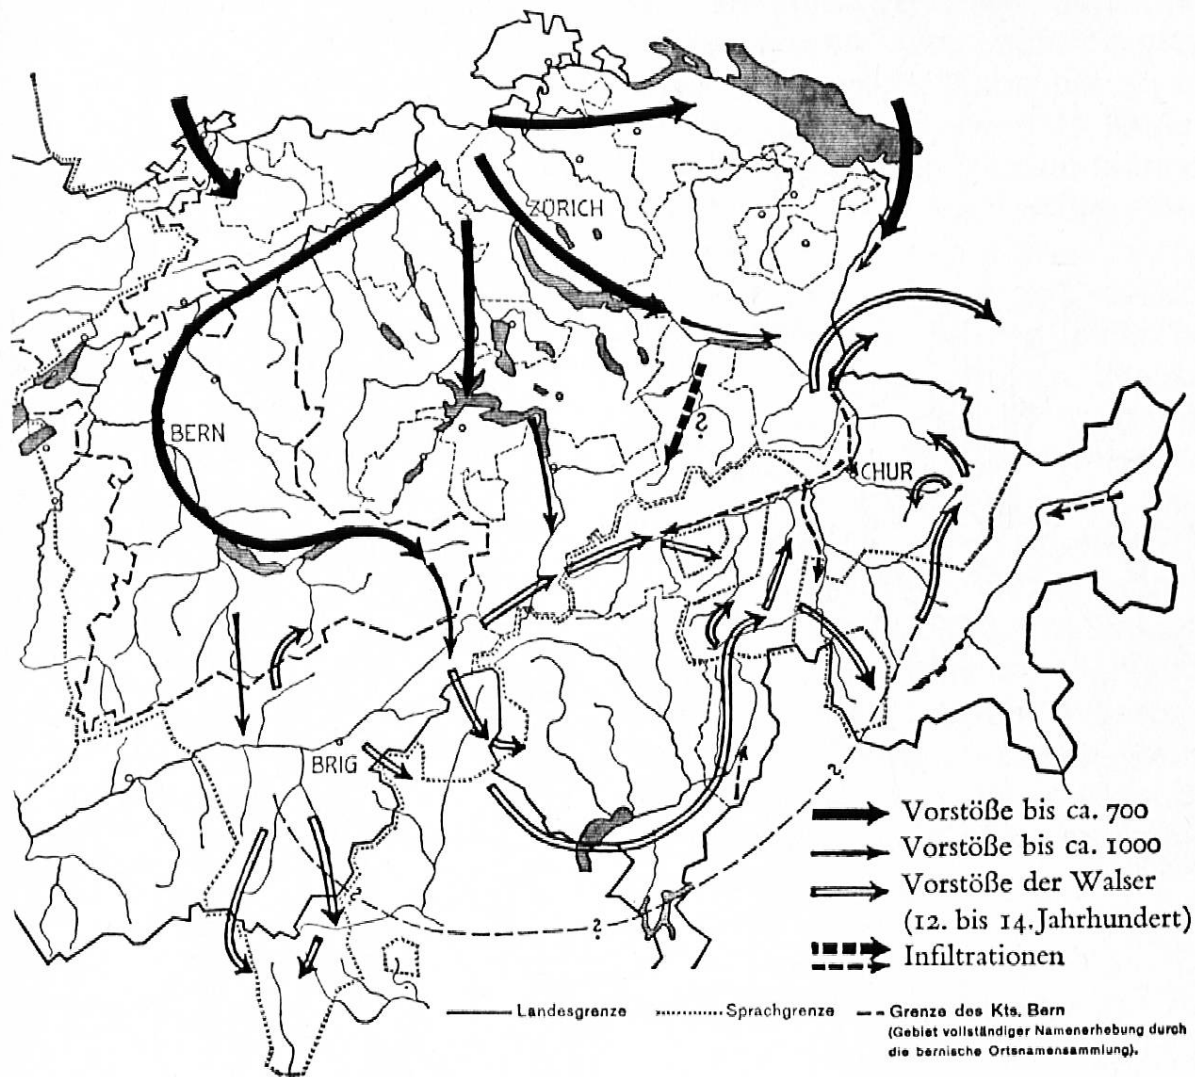 ZÜRICH
BERN
?
CHUR
BRIG
?
?
Vorstöße bis ca. 700
Vorstöße bis ca. 1000
Vorstöße der Walser
(12. bis 14. Jahrhundert)
Infiltrationen
Landesgrenze
Sprachgrenze
Grenze des Kts. Bern
(Gebiet vollständiger Namenerhebung durch
die bernische Ortsnamensammlung).